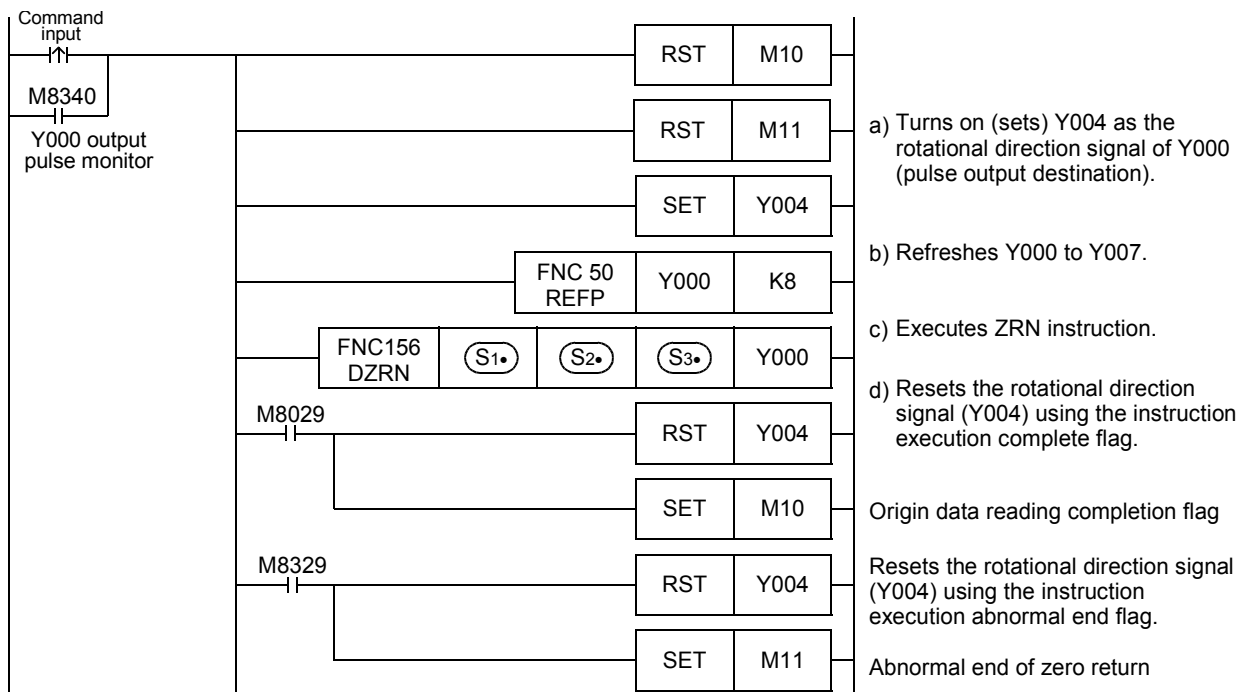 Command
input
M8340
Y000 output
pulse monitor
RST M10
RST M11
a) Turns on (sets) Y004 as the
rotational direction signal of Y000
(pulse output destination).
SET Y004
b) Refreshes Y000 to Y007.
FNC 50
REFP
Y000 K8
c) Executes ZRN instruction.
FNC156
DZRN
S1• S2• S3• Y000
d) Resets the rotational direction
signal (Y004) using the instruction
execution complete flag.
M8029
RST Y004
SET M10
Origin data reading completion flag
M8329
RST Y004
Resets the rotational direction signal
(Y004) using the instruction
execution abnormal end flag.
SET M11
Abnormal end of zero return